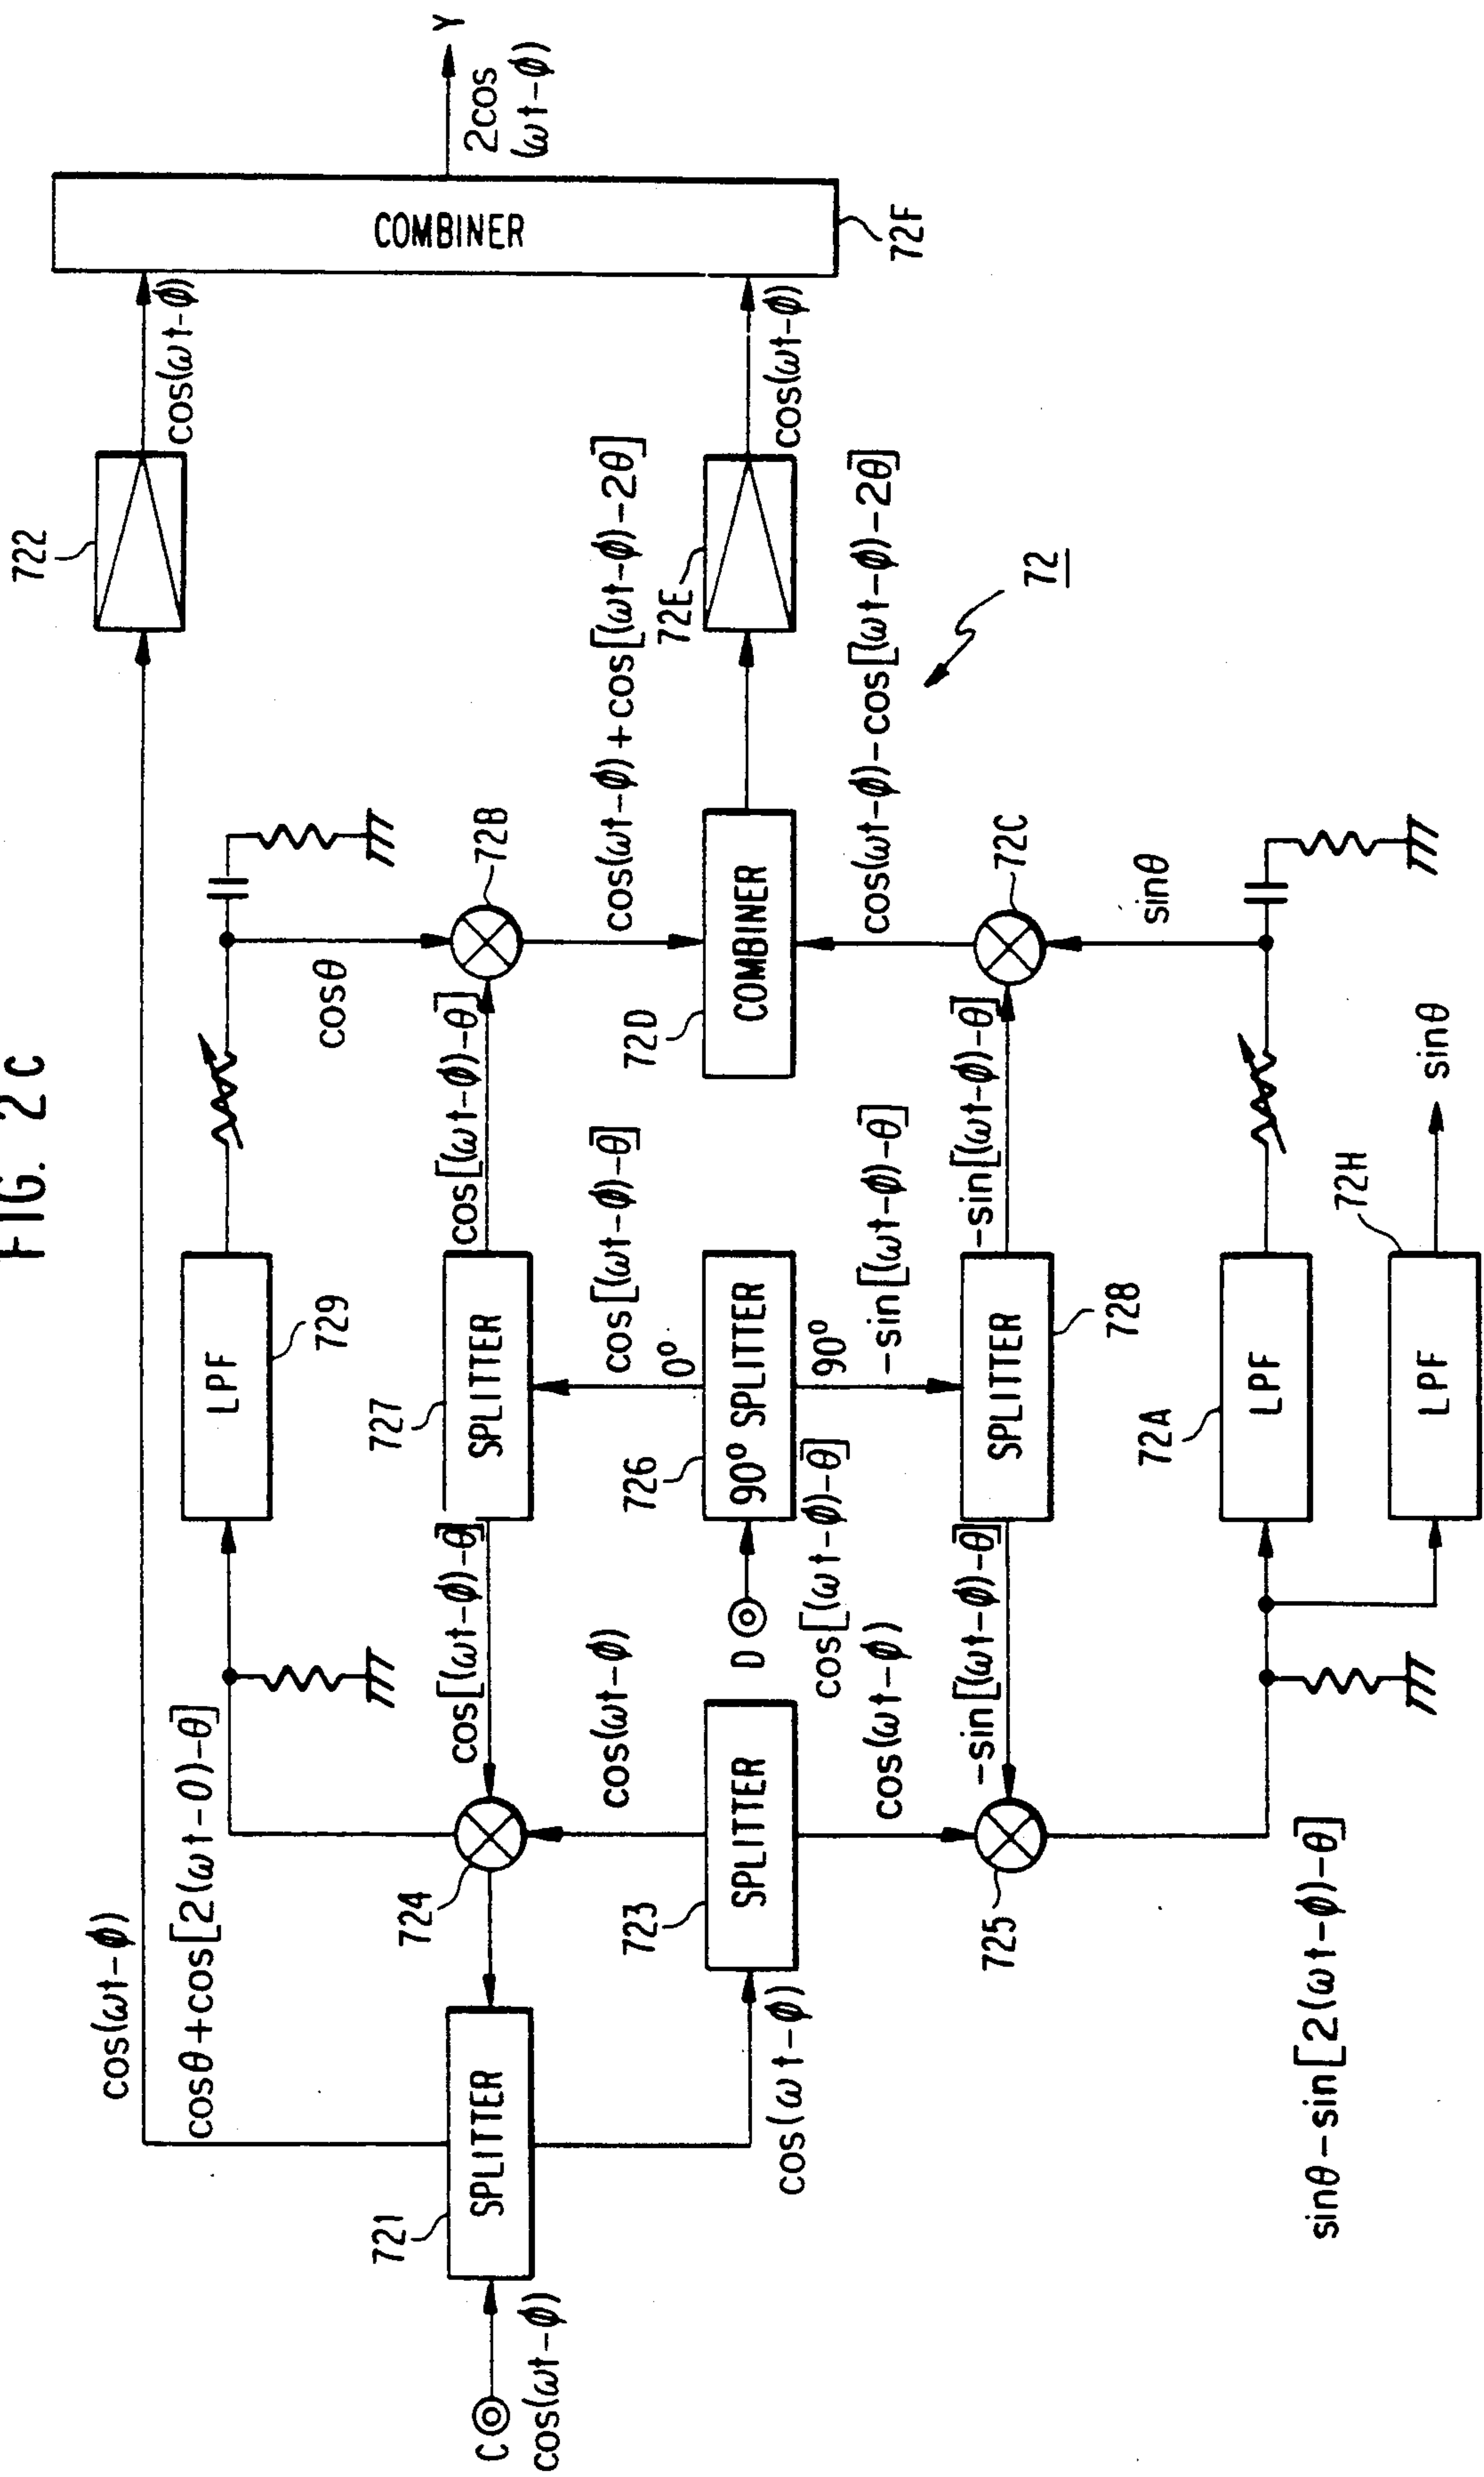 FIG. 2c
722
cos(ωt-ϕ)
cos(ωt-ϕ)
COMBINER
72F
Y
2cos
(ωt-ϕ)
cosθ+cos[2(ωt-0)-θ]
LPF
729
cosθ
72B
721
SPLITTER
C
cos(ωt-ϕ)
cos(ωt-ϕ)
724
cos[(ωt-ϕ)-θ]
727
SPLITTER
cos[(ωt-ϕ)-θ]
cos(ωt-ϕ)+cos[(ωt-ϕ)-2θ]
cos(ωt-ϕ)
cos[(ωt-ϕ)-θ]
0°
723
SPLITTER
D
726
90° SPLITTER
72D
COMBINER
72E
cos(ωt-ϕ)
cos[(ωt-ϕ)-θ]
90°
cos(ωt-ϕ)
-sin[(ωt-ϕ)-θ]
cos(ωt-ϕ)-cos[(ωt-ϕ)-2θ]
725
-sin[(ωt-ϕ)-θ]
SPLITTER
728
-sin[(ωt-ϕ)-θ]
72C
72
sinθ
72A
LPF
sinθ-sin[2(ωt-ϕ)-θ]
72H
LPF
sinθ